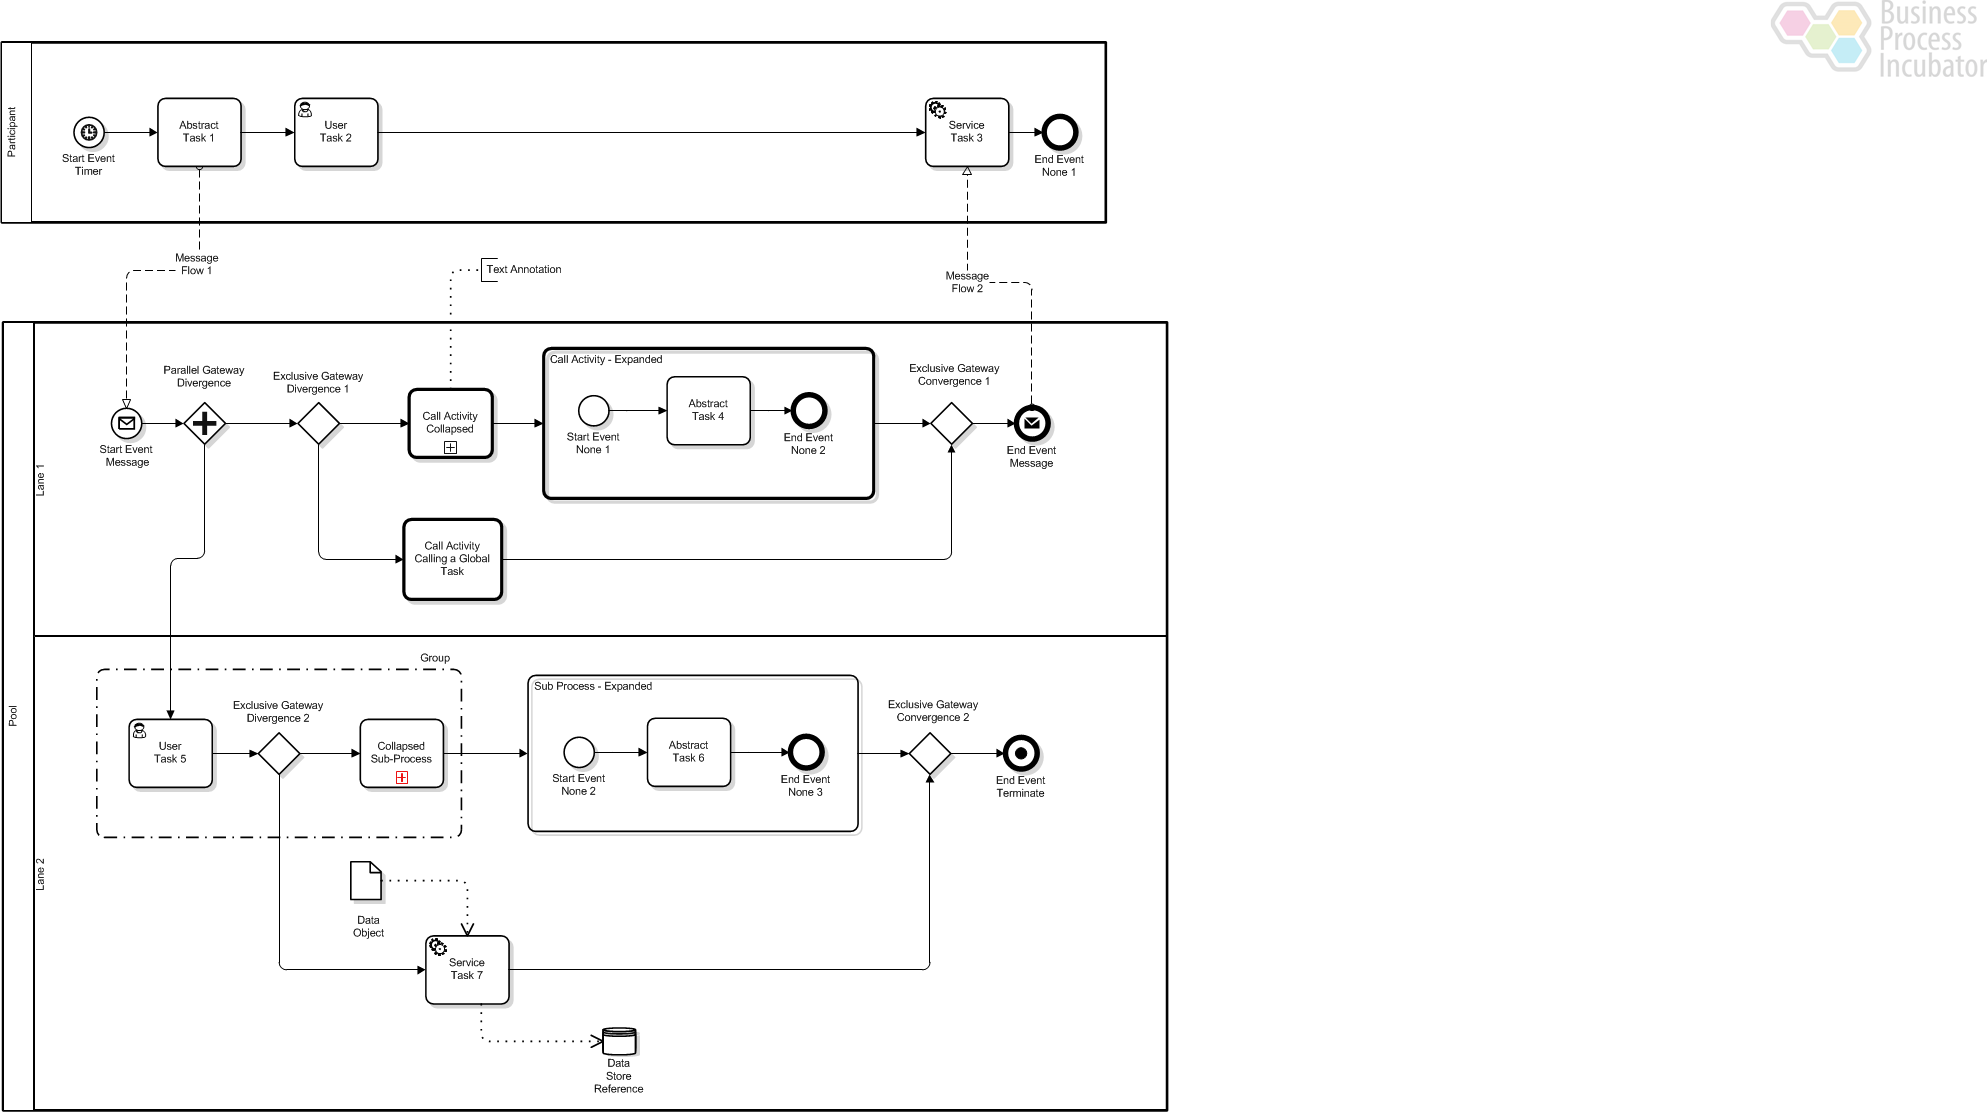 Business
Process
Incubator
Participant
Start Event
Timer
Abstract
Task 1
User
Task 2
Service
Task 3
End Event
None 1
Message
Flow 1
Text Annotation
Message
Flow 2
Pool
Lane 1
Start Event
Message
Parallel Gateway
Divergence
Exclusive Gateway
Divergence 1
Call Activity
Collapsed
Call Activity - Expanded
Start Event
None 1
Abstract
Task 4
End Event
None 2
Exclusive Gateway
Convergence 1
End Event
Message
Call Activity
Calling a Global
Task
Lane 2
Group
User
Task 5
Exclusive Gateway
Divergence 2
Collapsed
Sub-Process
Sub Process - Expanded
Start Event
None 2
Abstract
Task 6
End Event
None 3
Exclusive Gateway
Convergence 2
End Event
Terminate
Data
Object
Service
Task 7
Data
Store
Reference